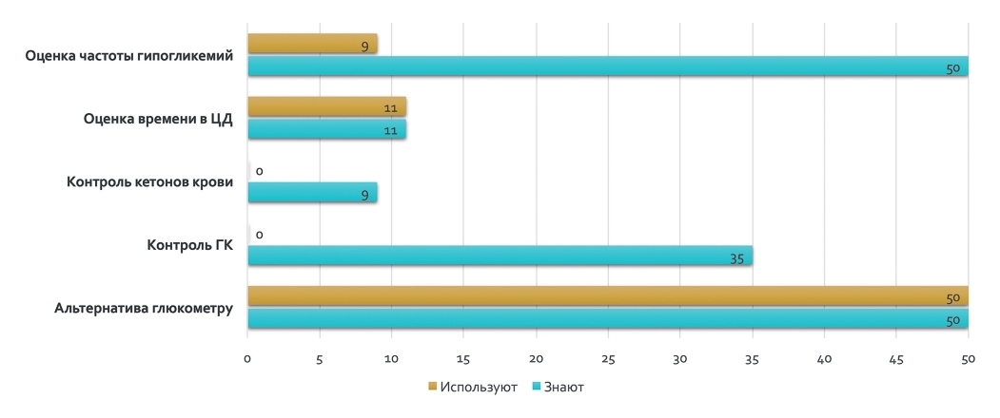 Оценка частоты гипогликемий
9
50
Оценка времени в ЦД
11
11
Контроль кетонов крови
0
9
Контроль ГК
0
35
Альтернатива глюкометру
50
50
0 5 10 15 20 25 30 35 40 45 50
Используют Знают